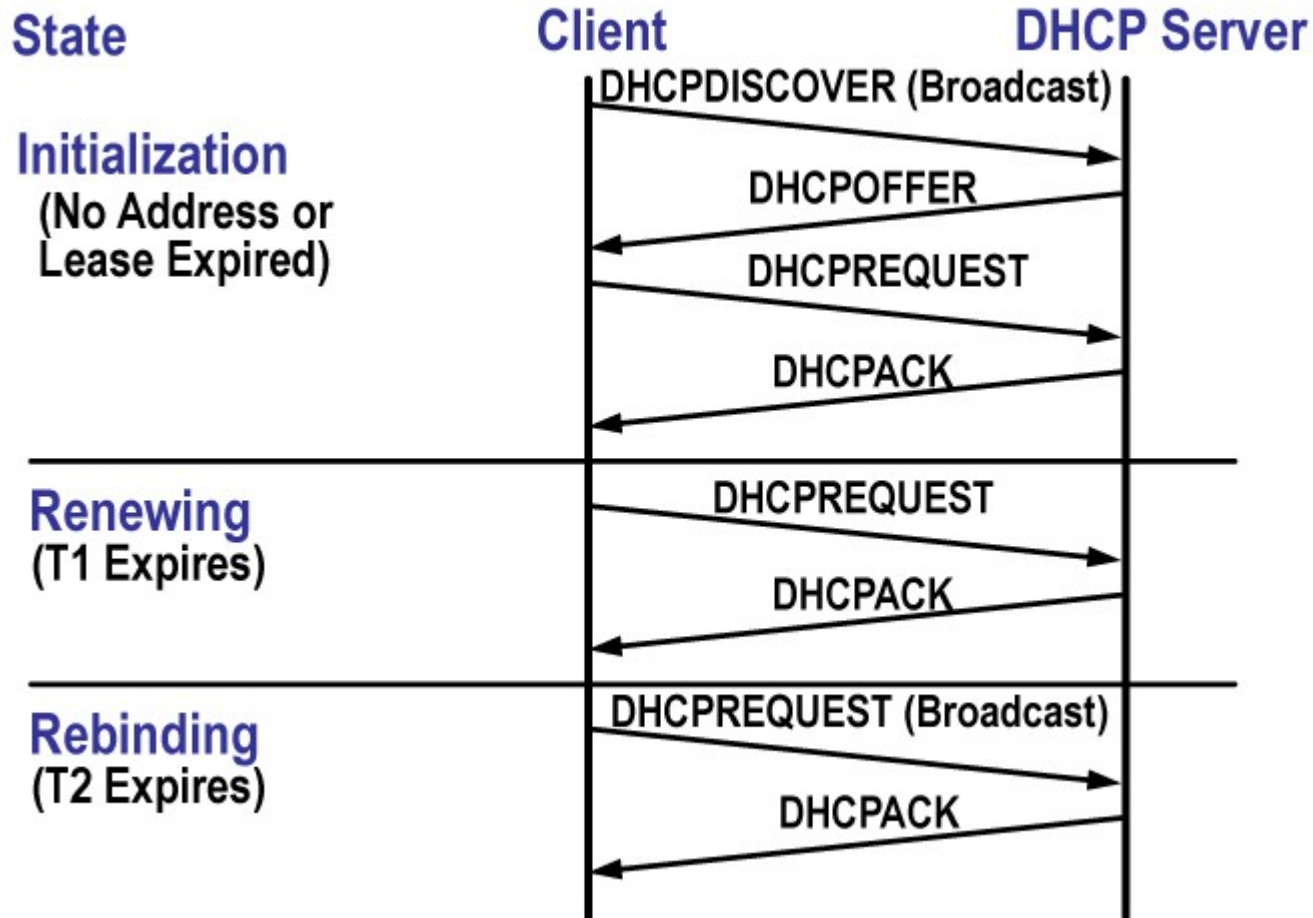 State
Client
DHCP Server
DHCPDISCOVER (Broadcast)
Initialization
(No Address or
Lease Expired)
DHCPOFFER
DHCPREQUEST
DHCPACK
Renewing
(T1 Expires)
DHCPREQUEST
DHCPACK
Rebinding
(T2 Expires)
DHCPREQUEST (Broadcast)
DHCPACK